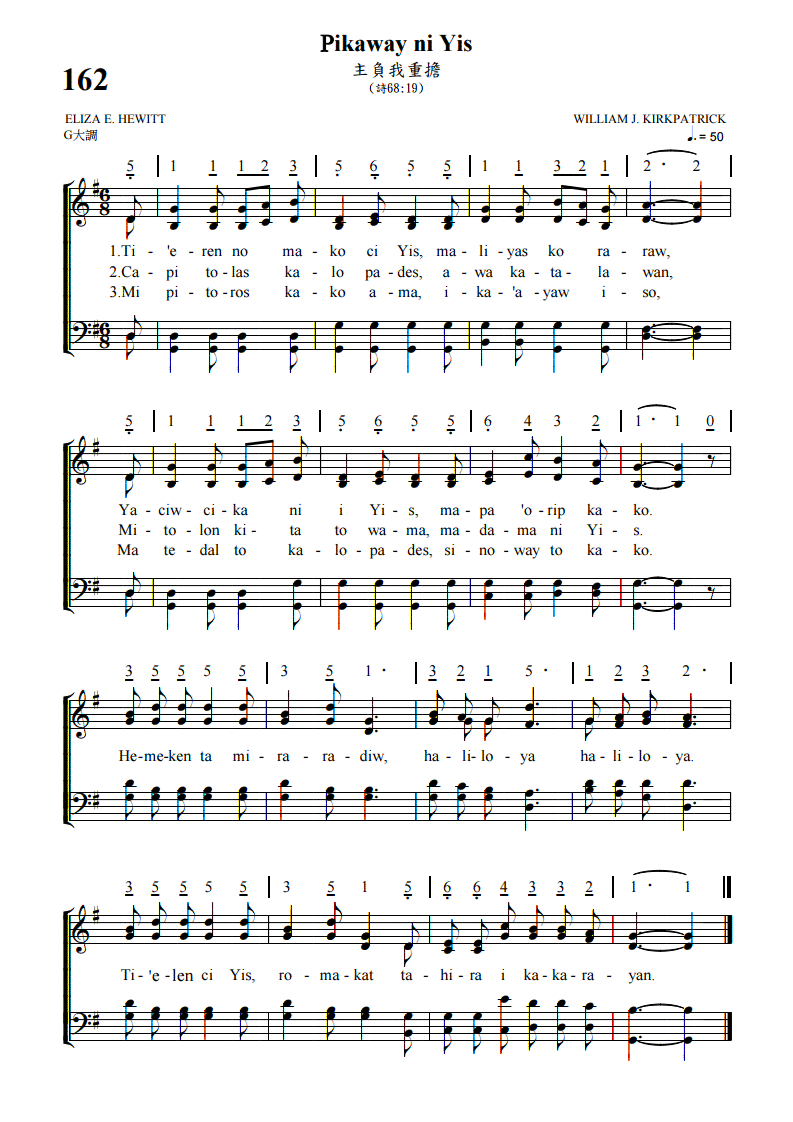 Pikaway ni Yis
主負我重擔
162
(詩68:19)
ELIZA E. HEWITT
WILLIAM J. KIRKPATRICK
G大調
♩. = 50
5 | 1 1 1 2 3 | 5 6 5 5 | 1 1 3 2 1 | 2 · 2 |
6 8
1.Ti- 'e- ren no ma- ko ci Yis, ma- li-yas ko ra- raw,
2.Ca- pi to- las ka- lo pa- des, a- wa ka- ta- la- wan,
3.Mi pi- to- ros ka- ko a- ma, i- ka- 'a-yaw i- so,
6 8
5 | 1 1 1 2 3 | 5 6 5 5 | 6 4 3 2 | 1 · 1 0 |
Ya- ciw- ci- ka ni i Yi- s, ma- pa 'o-rip ka- ko.
Mi- to- lon ki- ta to wa- ma, ma- da- ma ni Yi- s.
Ma te- dal to ka- lo- pa- des, si- no- way to ka- ko.
3 5 5 5 5 | 3 5 1 · | 3 2 1 5 · | 1 2 3 2 · |
He-me-ken ta mi- ra- ra- diw, ha- li- lo- ya ha- li- lo- ya.
3 5 5 5 5 | 3 5 1 5 | 6 6 4 3 3 2 | 1 · 1
Ti- 'e-len ci Yis, ro- ma- kat ta- hi-ra i ka-ka-ra- yan.